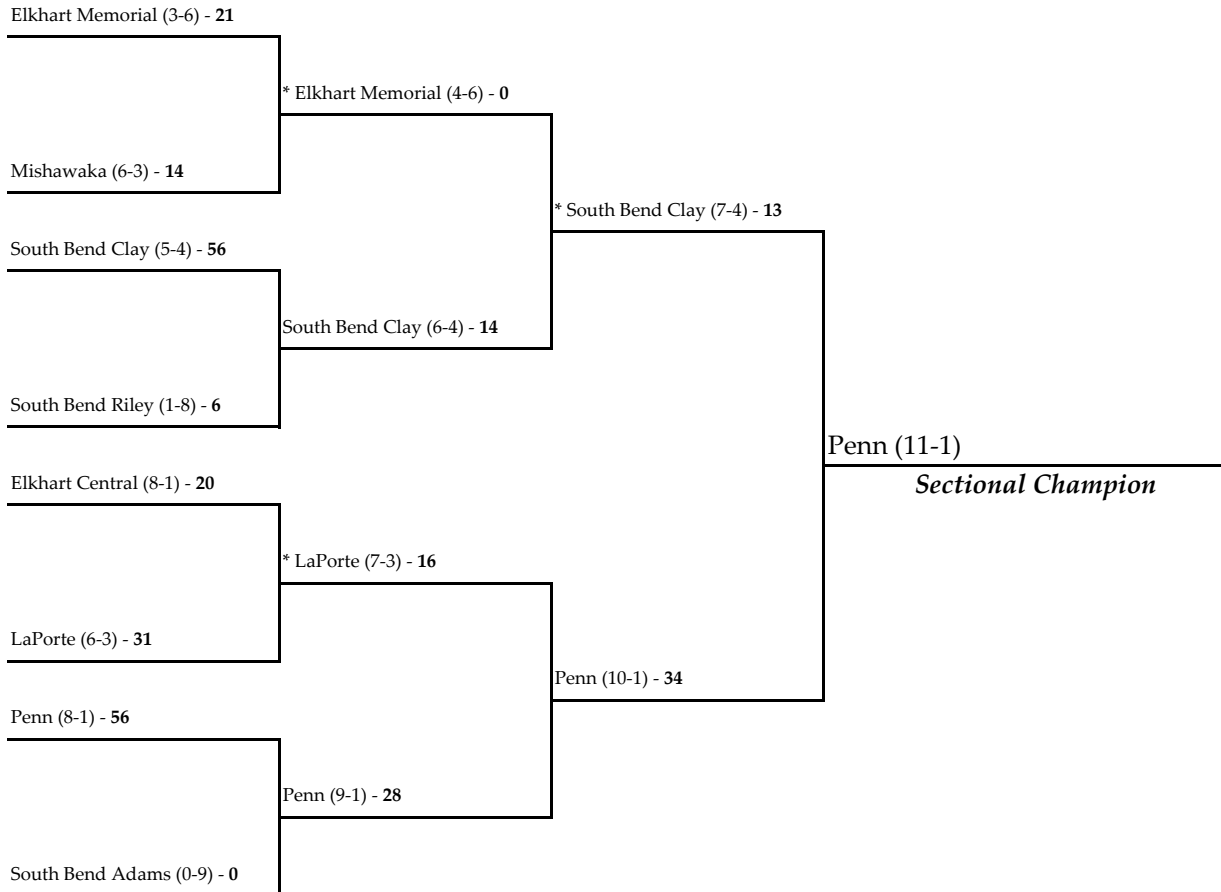 Elkhart Memorial (3-6) - 21
* Elkhart Memorial (4-6) - 0
Mishawaka (6-3) - 14
* South Bend Clay (7-4) - 13
South Bend Clay (5-4) - 56
South Bend Clay (6-4) - 14
South Bend Riley (1-8) - 6
Penn (11-1)
Sectional Champion
Elkhart Central (8-1) - 20
* LaPorte (7-3) - 16
LaPorte (6-3) - 31
Penn (10-1) - 34
Penn (8-1) - 56
Penn (9-1) - 28
South Bend Adams (0-9) - 0